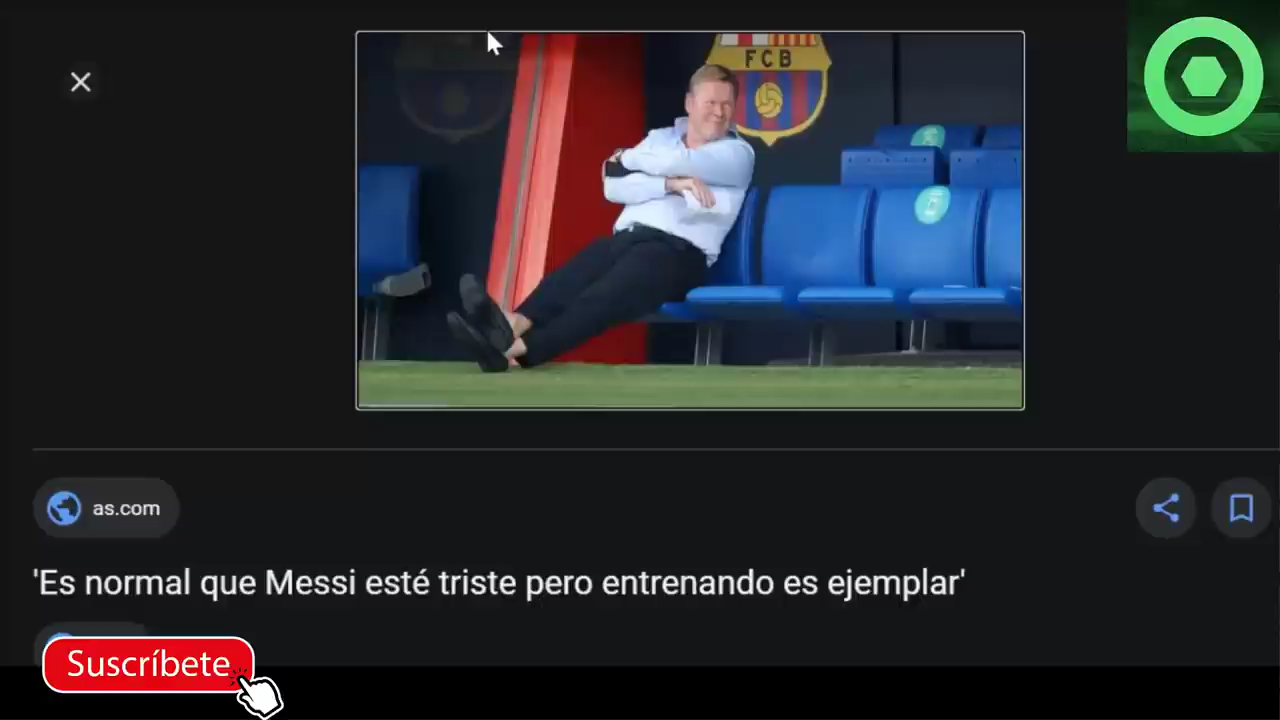 FCB
as.com
'Es normal que Messi esté triste pero entrenando es ejemplar'
Suscríbete